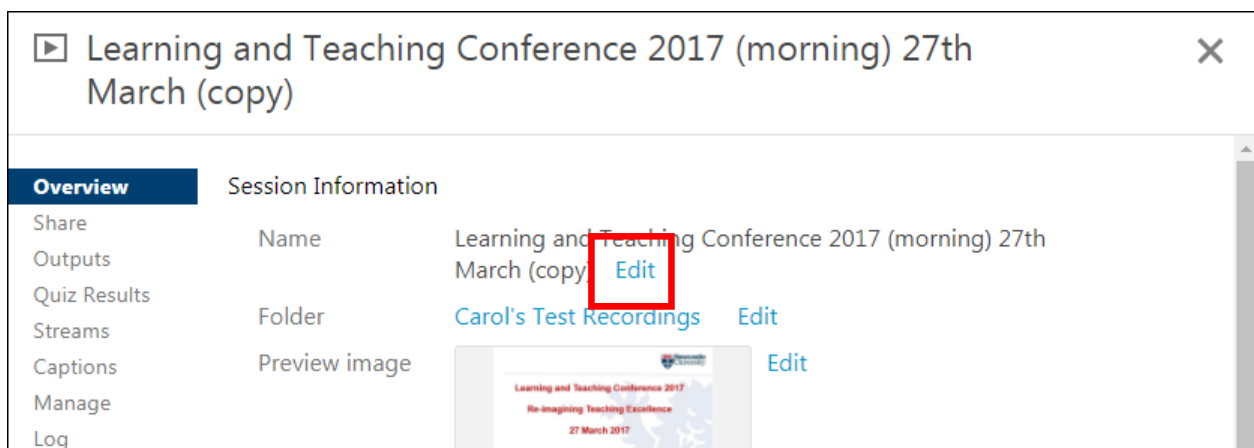 Learning and Teaching Conference 2017 (morning) 27th
March (copy)
Overview
Share
Outputs
Quiz Results
Streams
Captions
Manage
Log
Session Information
Name
Learning and Teaching Conference 2017 (morning) 27th
March (copy) Edit
Folder
Carol's Test Recordings Edit
Preview image
Edit
Newcastle
University
Learning and Teaching Conference 2017
Re-imagining Teaching Excellence
27 March 2017